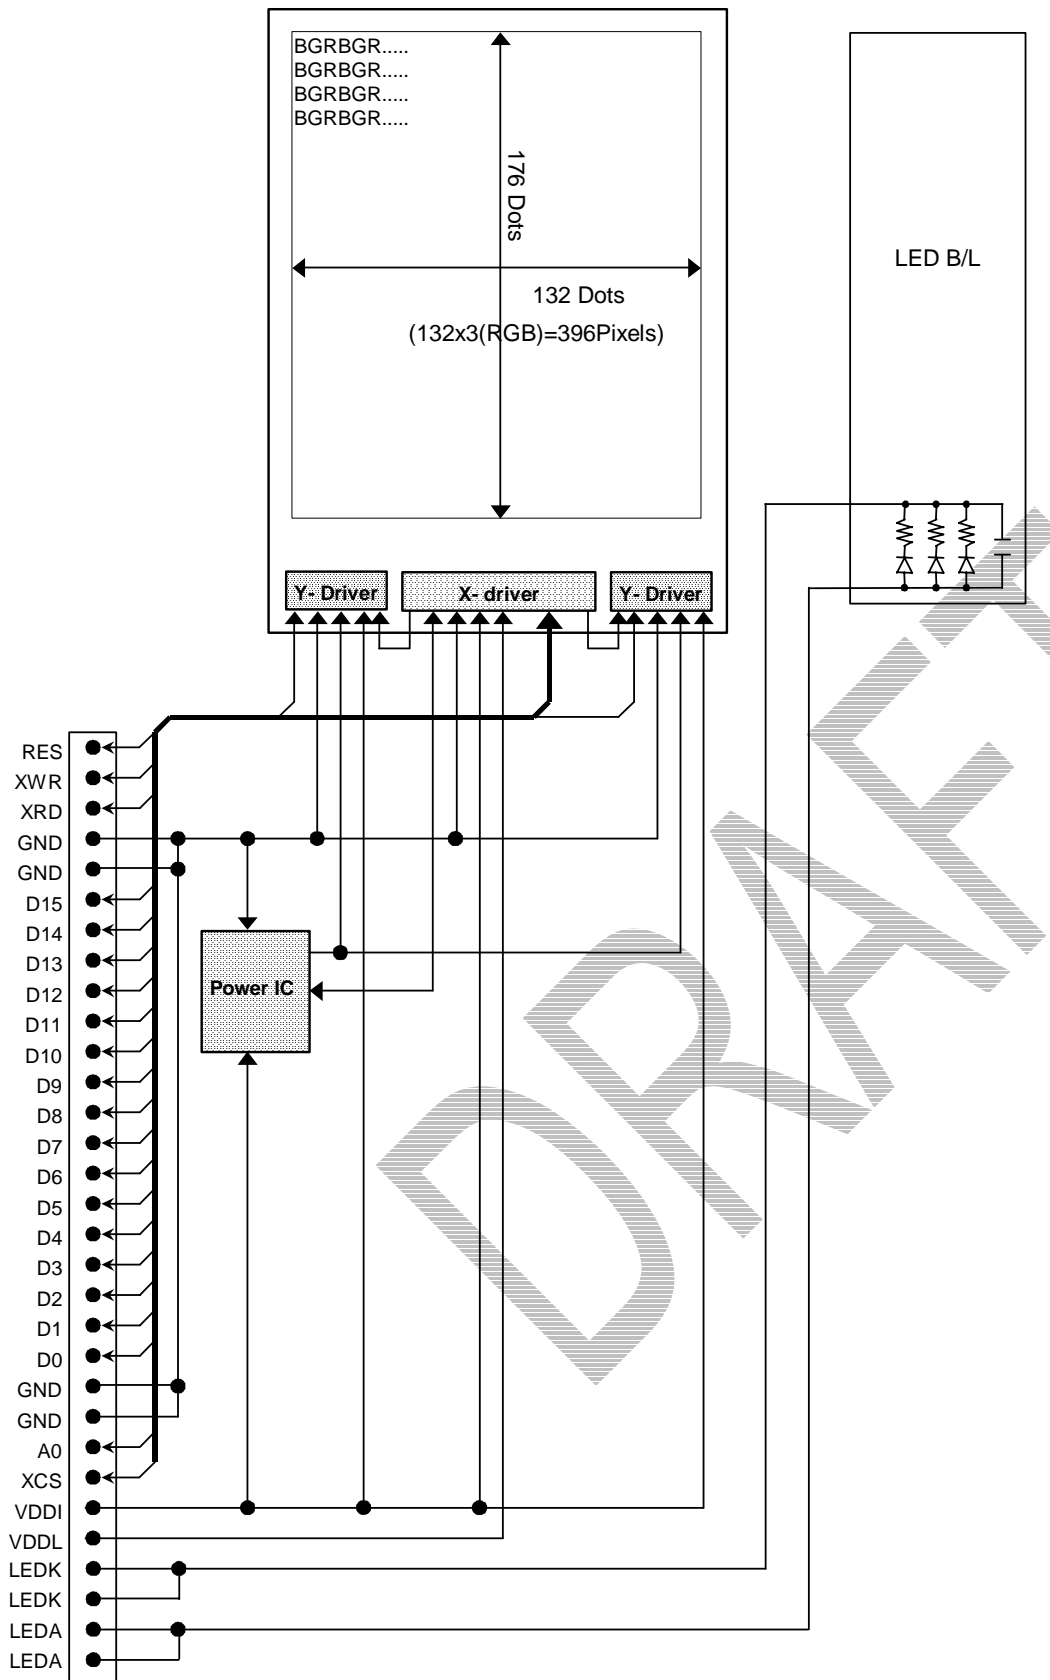 BGRBGR.....
BGRBGR.....
BGRBGR.....
BGRBGR.....
176 Dots
132 Dots
(132x3(RGB)=396Pixels)
LED B/L
Y- Driver
X- driver
Y- Driver
RES
XWR
XRD
GND
GND
D15
D14
D13
D12
D11
D10
D9
D8
D7
D6
D5
D4
D3
D2
D1
D0
GND
GND
A0
XCS
VDDI
VDDL
LEDK
LEDK
LEDA
LEDA
Power IC
DRAFT